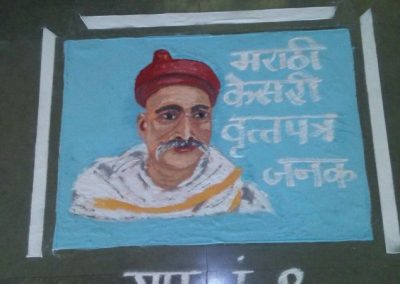 मराठी
केसरी
वृत्तपत्र
जनक